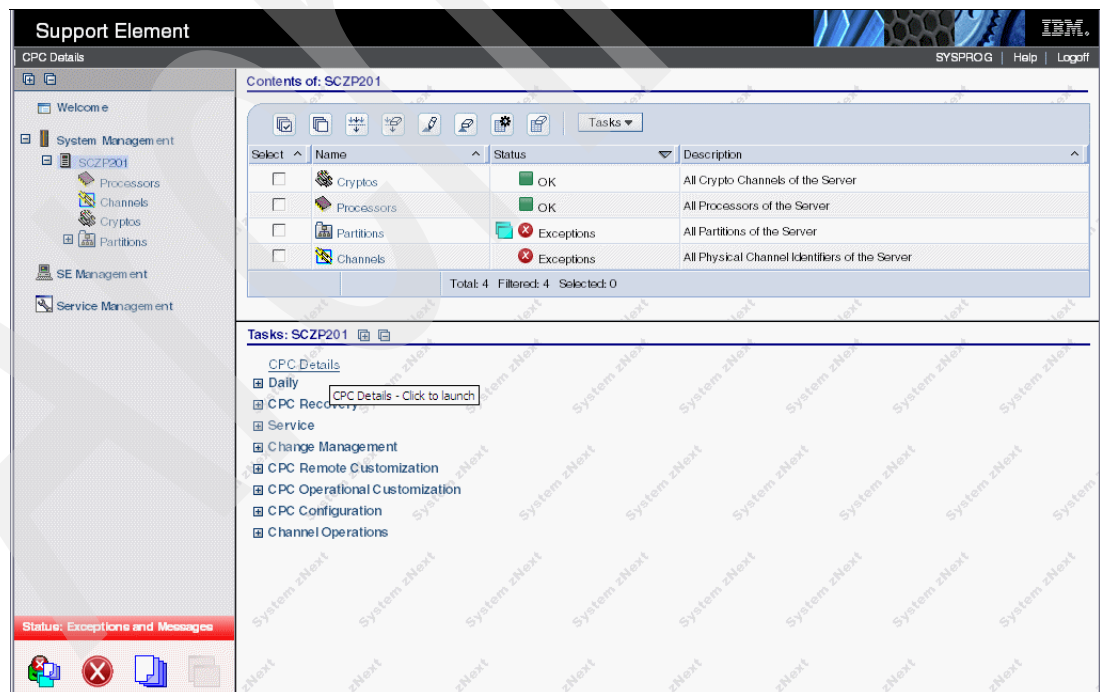 Support Element
IBM.
CPC Details
SYSPROG | Help | Logoff
Welcome
System Management
SCZP201
Processors
Channels
Cryptos
Partitions
SE Management
Service Management
Status: Exceptions and Messages
Contents of: SCZP201
Tasks
Select Name Status Description
Cryptos OK All Crypto Channels of the Server
Processors OK All Processors of the Server
Partitions Exceptions All Partitions of the Server
Channels Exceptions All Physical Channel Identifiers of the Server
Total: 4 Filtered: 4 Selected: 0
Tasks: SCZP201
CPC Details
Daily
CPC Details - Click to launch
CPC Recovery
Service
Change Management
CPC Remote Customization
CPC Operational Customization
CPC Configuration
Channel Operations
System zNext